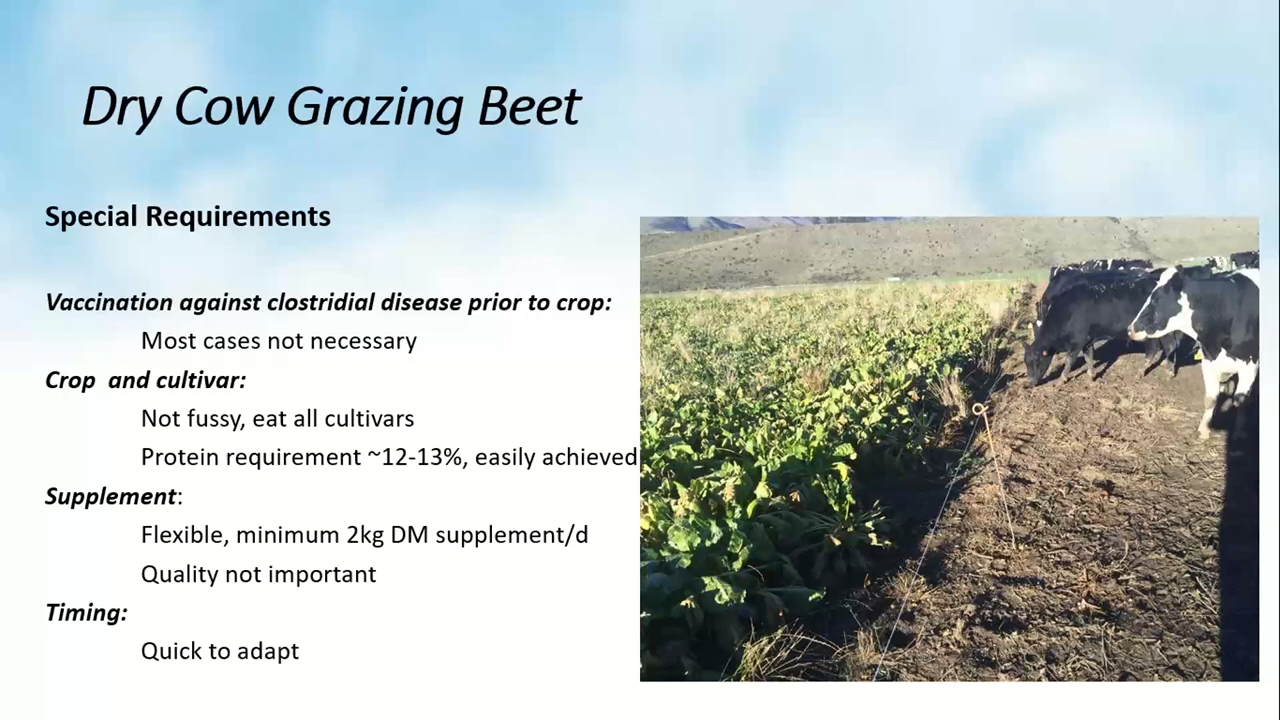 Dry Cow Grazing Beet
Special Requirements
Vaccination against clostridial disease prior to crop:
Most cases not necessary
Crop  and cultivar:
Not fussy, eat all cultivars
Protein requirement ~12-13%, easily achieved
Supplement:
Flexible, minimum 2kg DM supplement/d
Quality not important
Timing:
Quick to adapt